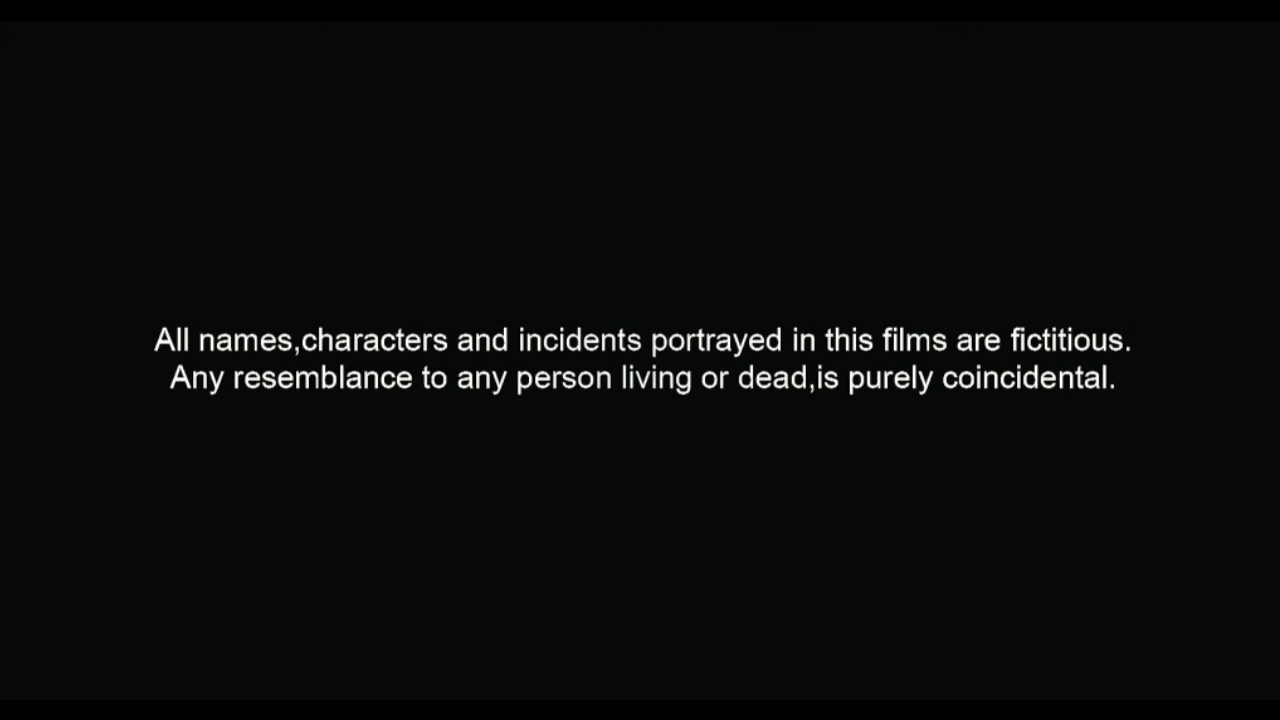 All names,characters and incidents portrayed in this films are fictitious.
Any resemblance to any person living or dead,is purely coincidental.